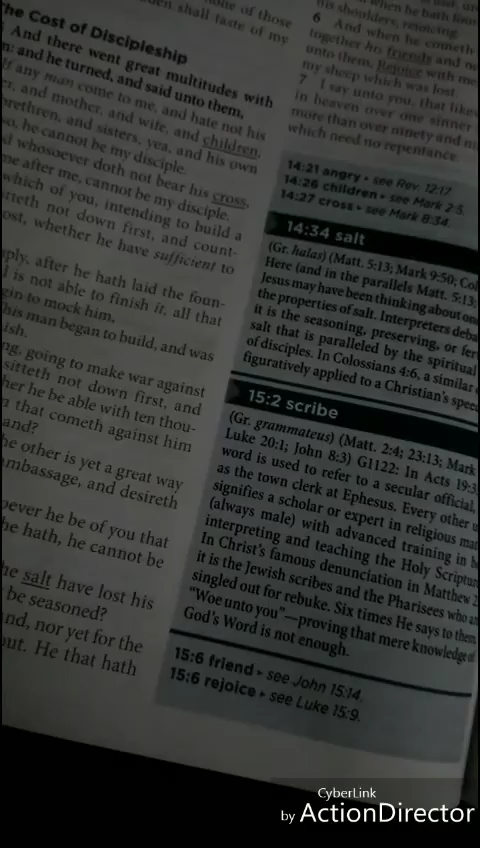 none of those
shall taste of my
The Cost of Discipleship
And there went great multitudes with
and he turned, and said unto them,
If any man come to me, and hate not his
and mother, and wife, and children,
brethren, and sisters, yea, and his own
he cannot be my disciple.
whosoever doth not bear his cross,
me after me, cannot be my disciple.
which of you, intending to build a
sitteth not down first, and count-
cost, whether he have sufficient to
after he hath laid the foun-
is not able to finish it, all that
to mock him,
his man began to build, and was
going to make war against
sitteth not down first, and
he be able with ten thou-
that cometh against him
the other is yet a great way
ambassage, and desireth
he be of you that
he hath, he cannot be
the salt have lost his
be seasoned?
nor yet for the
out. He that hath
his shoulders, rejoicing.
6 And when he cometh
together his friends and
unto them, Rejoice with me
my sheep which was lost.
7 I say unto you, that
in heaven over one sinner
more than over ninety and
which need no repentance.
14:21 angry • see Rev. 12:17.
14:26 children • see Mark 2:5.
14:27 cross • see Mark 8:34.
14:34 salt
(Gr. halas) (Matt. 5:13; Mark 9:50;
Here (and in the parallels Matt. 5:13;
Jesus may have been thinking about
the properties of salt. Interpreters
it is the seasoning, preserving, or
salt that is paralleled by the spiritual
of disciples. In Colossians 4:6, a similar
figuratively applied to a Christian's
15:2 scribe
(Gr. grammateus) (Matt. 2:4; 23:13; Mark
Luke 20:1; John 8:3) G1122: In Acts 19:3
word is used to refer to a secular official,
as the town clerk at Ephesus. Every other
signifies a scholar or expert in religious
(always male) with advanced training in
interpreting and teaching the Holy
In Christ's famous denunciation in Matthew
it is the Jewish scribes and the Pharisees who
singled out for rebuke. Six times He says to them,
"Woe unto you"—proving that mere knowledge of
God's Word is not enough.
15:6 friend • see John 15:14.
15:6 rejoice • see Luke 15:9.
CyberLink
by ActionDirector